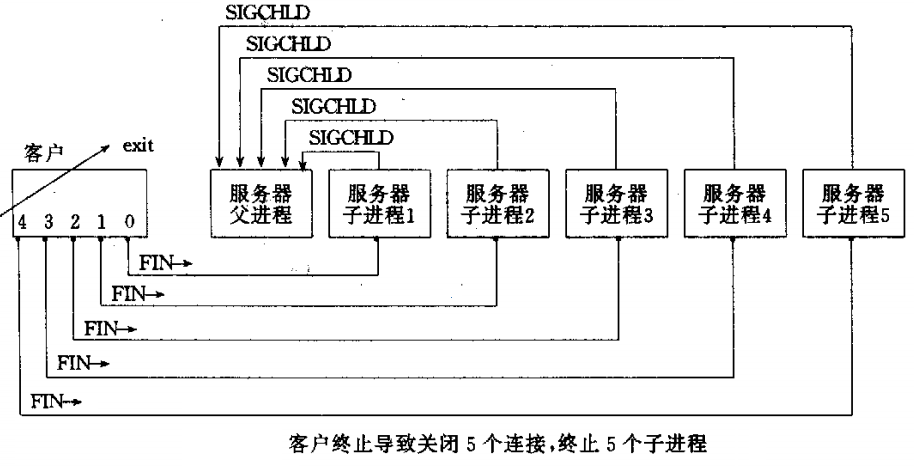 SIGCHLD
SIGCHLD
SIGCHLD
SIGCHLD
SIGCHLD
客户
exit
服务器
父进程
服务器
子进程1
服务器
子进程2
服务器
子进程3
服务器
子进程4
服务器
子进程5
4 3 2 1 0
FIN→
FIN→
FIN→
FIN→
FIN→
客户终止导致关闭 5 个连接,终止 5 个子进程